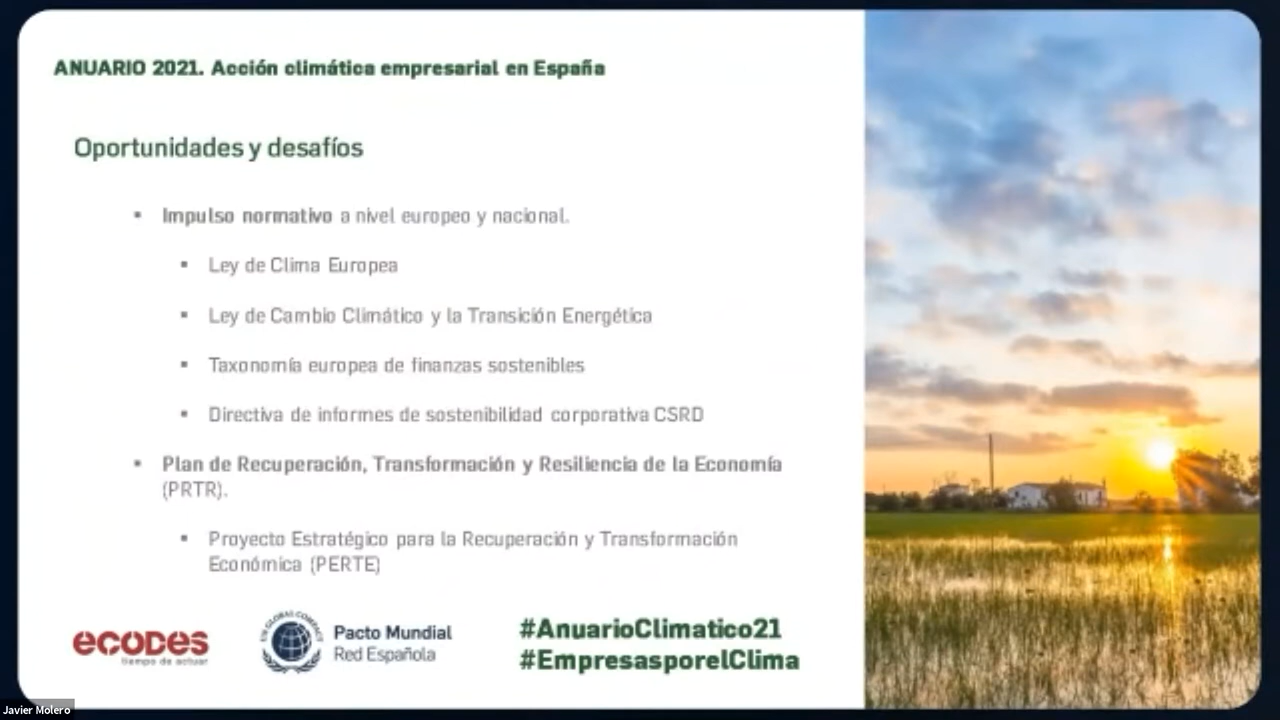 ANUARIO 2021. Acción climática empresarial en España
Oportunidades y desafíos
▪ Impulso normativo a nivel europeo y nacional.
▪ Ley de Clima Europea
▪ Ley de Cambio Climático y la Transición Energética
▪ Taxonomía europea de finanzas sostenibles
▪ Directiva de informes de sostenibilidad corporativa CSRD
▪ Plan de Recuperación, Transformación y Resiliencia de la Economía
(PRTR).
▪ Proyecto Estratégico para la Recuperación y Transformación
Económica (PERTE)
ecodes
tiempo de actuar
UN GLOBAL COMPACT
Pacto Mundial
Red Española
#AnuarioClimatico21
#EmpresasporelClima
Javier Molero